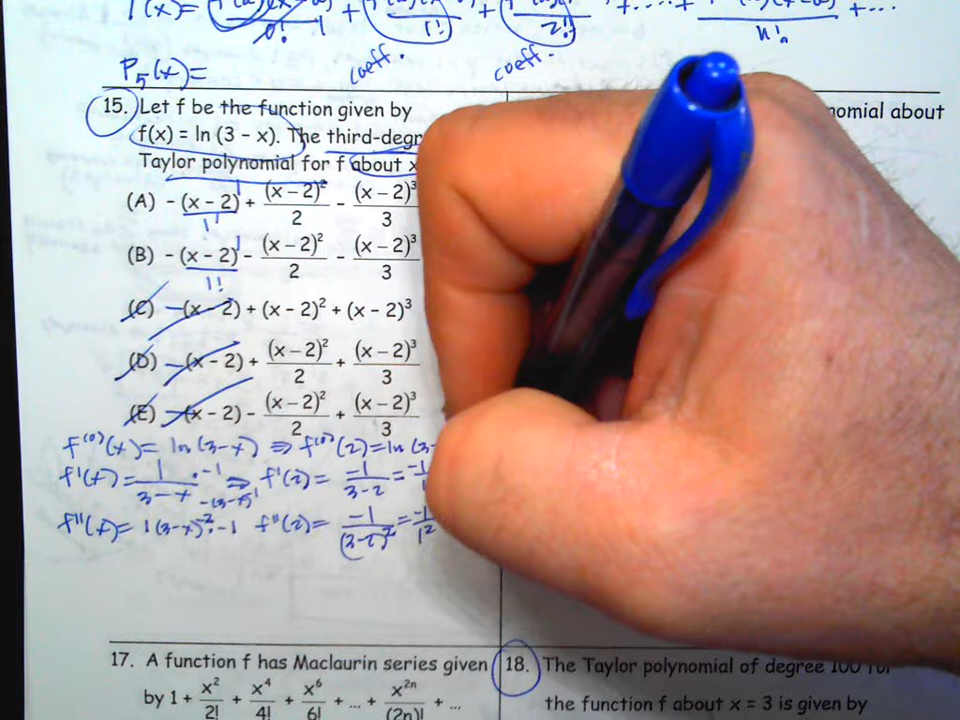 P₅(x)=
coeff. coeff.
15. Let f be the function given by
f(x) = ln (3 – x). The third-degr
Taylor polynomial for f about x
(A) - (x – 2) + (x – 2)²/2 - (x – 2)³/3
1!
(B) - (x – 2) - (x – 2)²/2 - (x – 2)³/3
1!
(C) –(x – 2) + (x – 2)² + (x – 2)³
(D) –(x – 2) + (x – 2)²/2 + (x – 2)³/3
(E) –(x – 2) - (x – 2)²/2 + (x – 2)³/3
f⁽⁰⁾(x) = ln(3-x) ⇒ f⁽⁰⁾(2) = ln(3-
f'(x) = 1/(3-x) · -1 ⇒ f'(2) = -1/(3-2) = -1/1
-(3-x)⁻¹
f''(x) = 1(3-x)⁻² · -1 f''(2) = -1/(3-2)² = -1/1²
nomial about
17. A function f has Maclaurin series given
by 1 + x²/2! + x⁴/4! + x⁶/6! + ... + x²ⁿ/(2n)! + ...
18. The Taylor polynomial of degree 100 for
the function f about x = 3 is given by